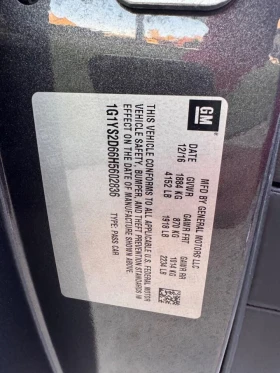 GM
MFD BY GENERAL MOTORS LLC
DATE GVWR GAWR FRT GAWR RR
12/16 1884 KG 870 KG 1014 KG
4152 LB 1918 LB 2234 LB
THIS VEHICLE CONFORMS TO ALL APPLICABLE U.S. FEDERAL MOTOR
VEHICLE SAFETY, BUMPER, AND THEFT PREVENTION STANDARDS IN
EFFECT ON THE DATE OF MANUFACTURE SHOWN ABOVE.
1G1YS2D66H5602836 TYPE: PASS CAR